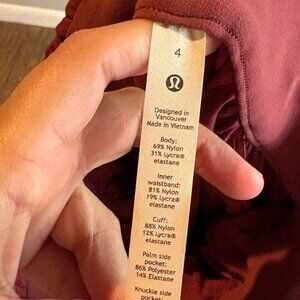 4
Designed in
Vancouver
Made in Vietnam
Body:
69% Nylon
31% Lycra®
elastane
Inner
waistband:
81% Nylon
19% Lycra®
elastane
Cuff:
88% Nylon
12% Lycra®
elastane
Palm side
pocket:
86% Polyester
14% Elastane
Knuckle side
pocket: